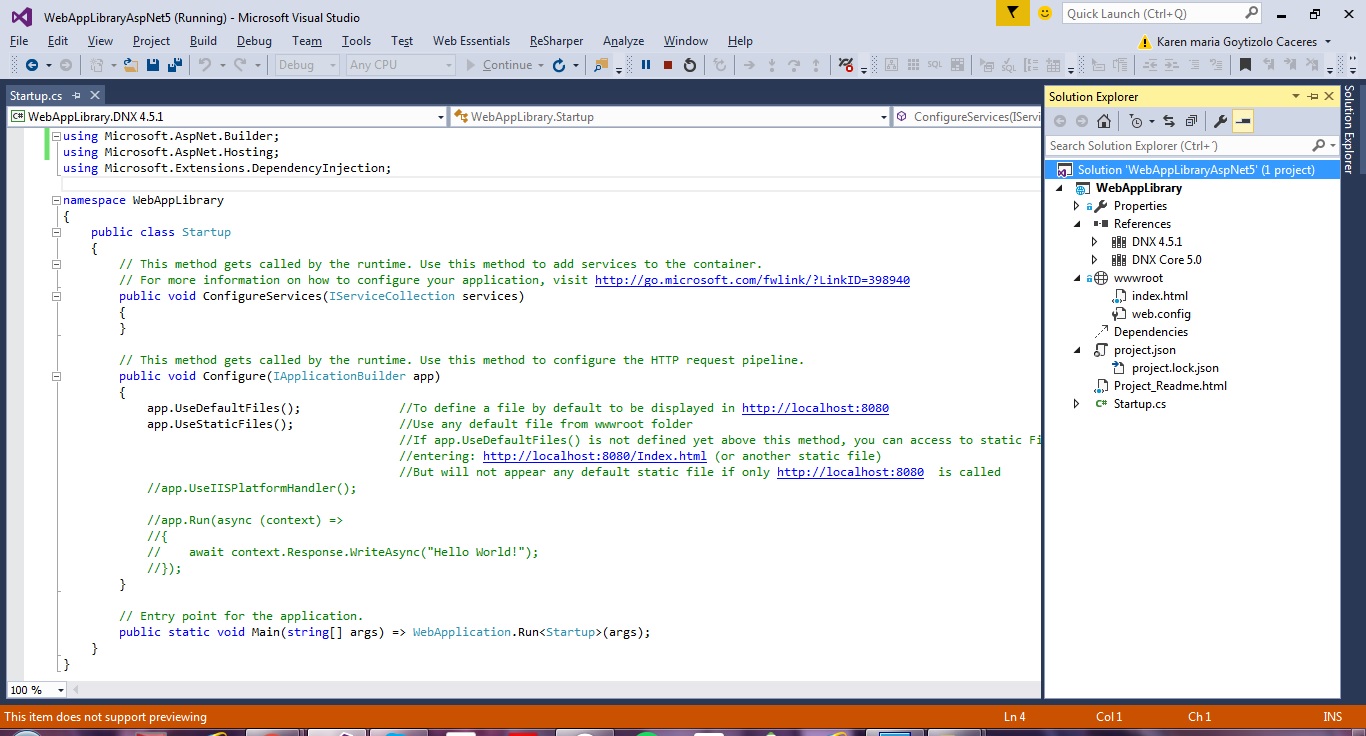 WebAppLibraryAspNet5 (Running) - Microsoft Visual Studio
Quick Launch (Ctrl+Q)
File Edit View Project Build Debug Team Tools Test Web Essentials ReSharper Analyze Window Help
Karen maria Goytizolo Caceres
Debug Any CPU Continue
Startup.cs
WebAppLibrary.DNX 4.5.1 WebAppLibrary.Startup ConfigureServices(IServi
using Microsoft.AspNet.Builder;
using Microsoft.AspNet.Hosting;
using Microsoft.Extensions.DependencyInjection;
namespace WebAppLibrary
{
public class Startup
{
// This method gets called by the runtime. Use this method to add services to the container.
// For more information on how to configure your application, visit http://go.microsoft.com/fwlink/?LinkID=398940
public void ConfigureServices(IServiceCollection services)
{
}
// This method gets called by the runtime. Use this method to configure the HTTP request pipeline.
public void Configure(IApplicationBuilder app)
{
app.UseDefaultFiles(); //To define a file by default to be displayed in http://localhost:8080
app.UseStaticFiles(); //Use any default file from wwwroot folder
//If app.UseDefaultFiles() is not defined yet above this method, you can access to static Fi
//entering: http://localhost:8080/Index.html (or another static file)
//But will not appear any default static file if only http://localhost:8080 is called
//app.UseIISPlatformHandler();
//app.Run(async (context) =>
//{
// await context.Response.WriteAsync("Hello World!");
//});
}
// Entry point for the application.
public static void Main(string[] args) => WebApplication.Run<Startup>(args);
}
}
100 %
Solution Explorer
Search Solution Explorer (Ctrl+´)
Solution 'WebAppLibraryAspNet5' (1 project)
WebAppLibrary
Properties
References
DNX 4.5.1
DNX Core 5.0
wwwroot
index.html
web.config
Dependencies
project.json
project.lock.json
Project_Readme.html
C# Startup.cs
Solution Explorer
This item does not support previewing Ln 4 Col 1 Ch 1 INS